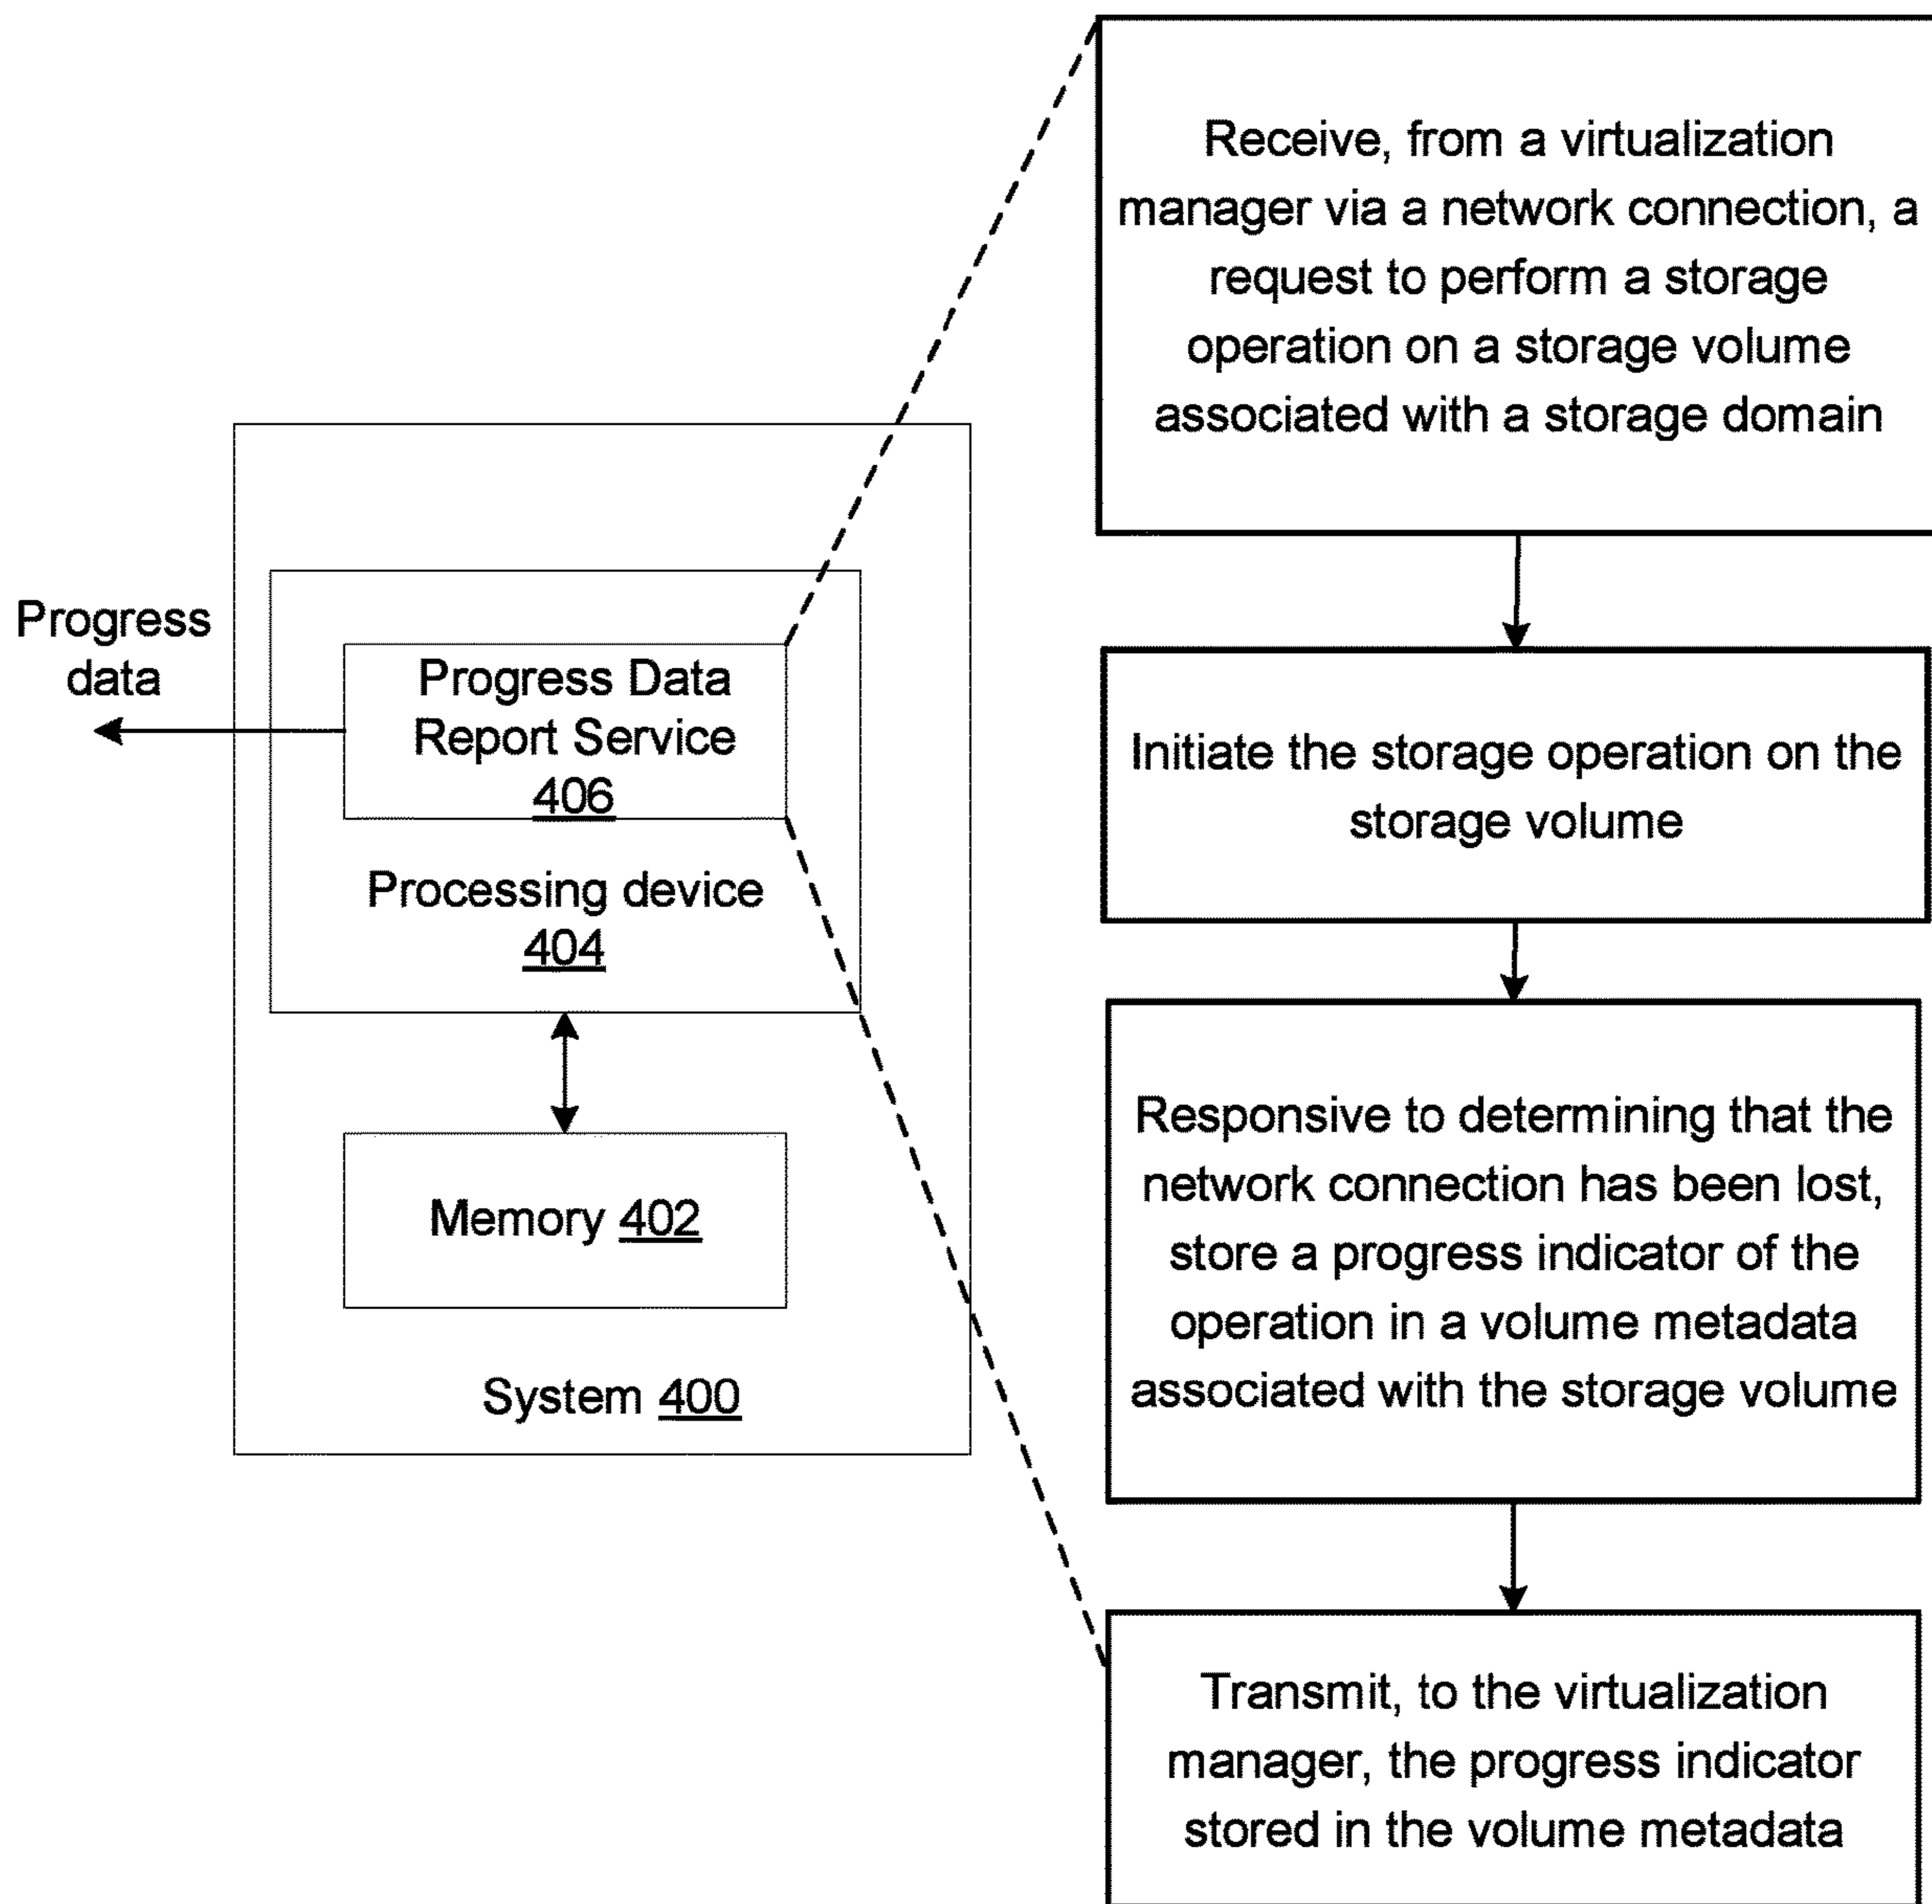 Progress
data
Progress Data
Report Service
406
Processing device
404
Memory 402
System 400
Receive, from a virtualization
manager via a network connection, a
request to perform a storage
operation on a storage volume
associated with a storage domain
Initiate the storage operation on the
storage volume
Responsive to determining that the
network connection has been lost,
store a progress indicator of the
operation in a volume metadata
associated with the storage volume
Transmit, to the virtualization
manager, the progress indicator
stored in the volume metadata